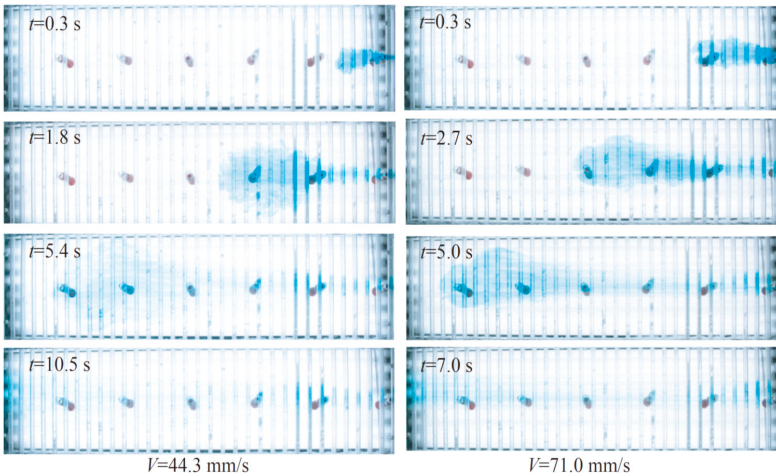 t=0.3 s
t=0.3 s
t=1.8 s
t=2.7 s
t=5.4 s
t=5.0 s
t=10.5 s
t=7.0 s
V=44.3 mm/s
V=71.0 mm/s